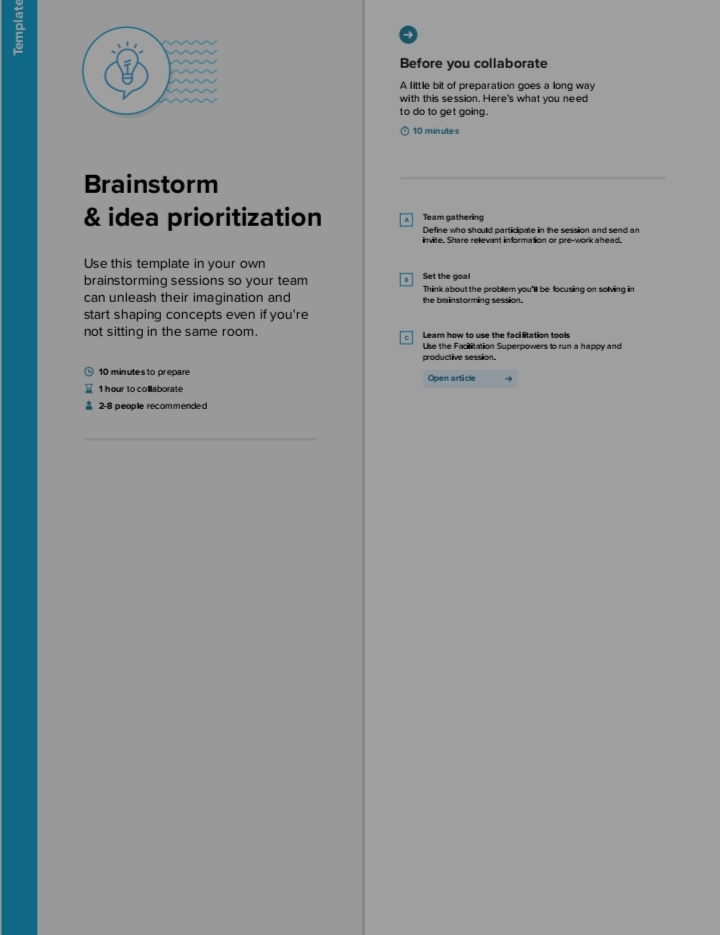 Template
Brainstorm
& idea prioritization
Use this template in your own
brainstorming sessions so your team
can unleash their imagination and
start shaping concepts even if you're
not sitting in the same room.
10 minutes to prepare
1 hour to collaborate
2-8 people recommended
Before you collaborate
A little bit of preparation goes a long way
with this session. Here's what you need
to do to get going.
10 minutes
A
Team gathering
Define who should participate in the session and send an
invite. Share relevant information or pre-work ahead.
B
Set the goal
Think about the problem you'll be focusing on solving in
the brainstorming session.
C
Learn how to use the facilitation tools
Use the Facilitation Superpowers to run a happy and
productive session.
Open article